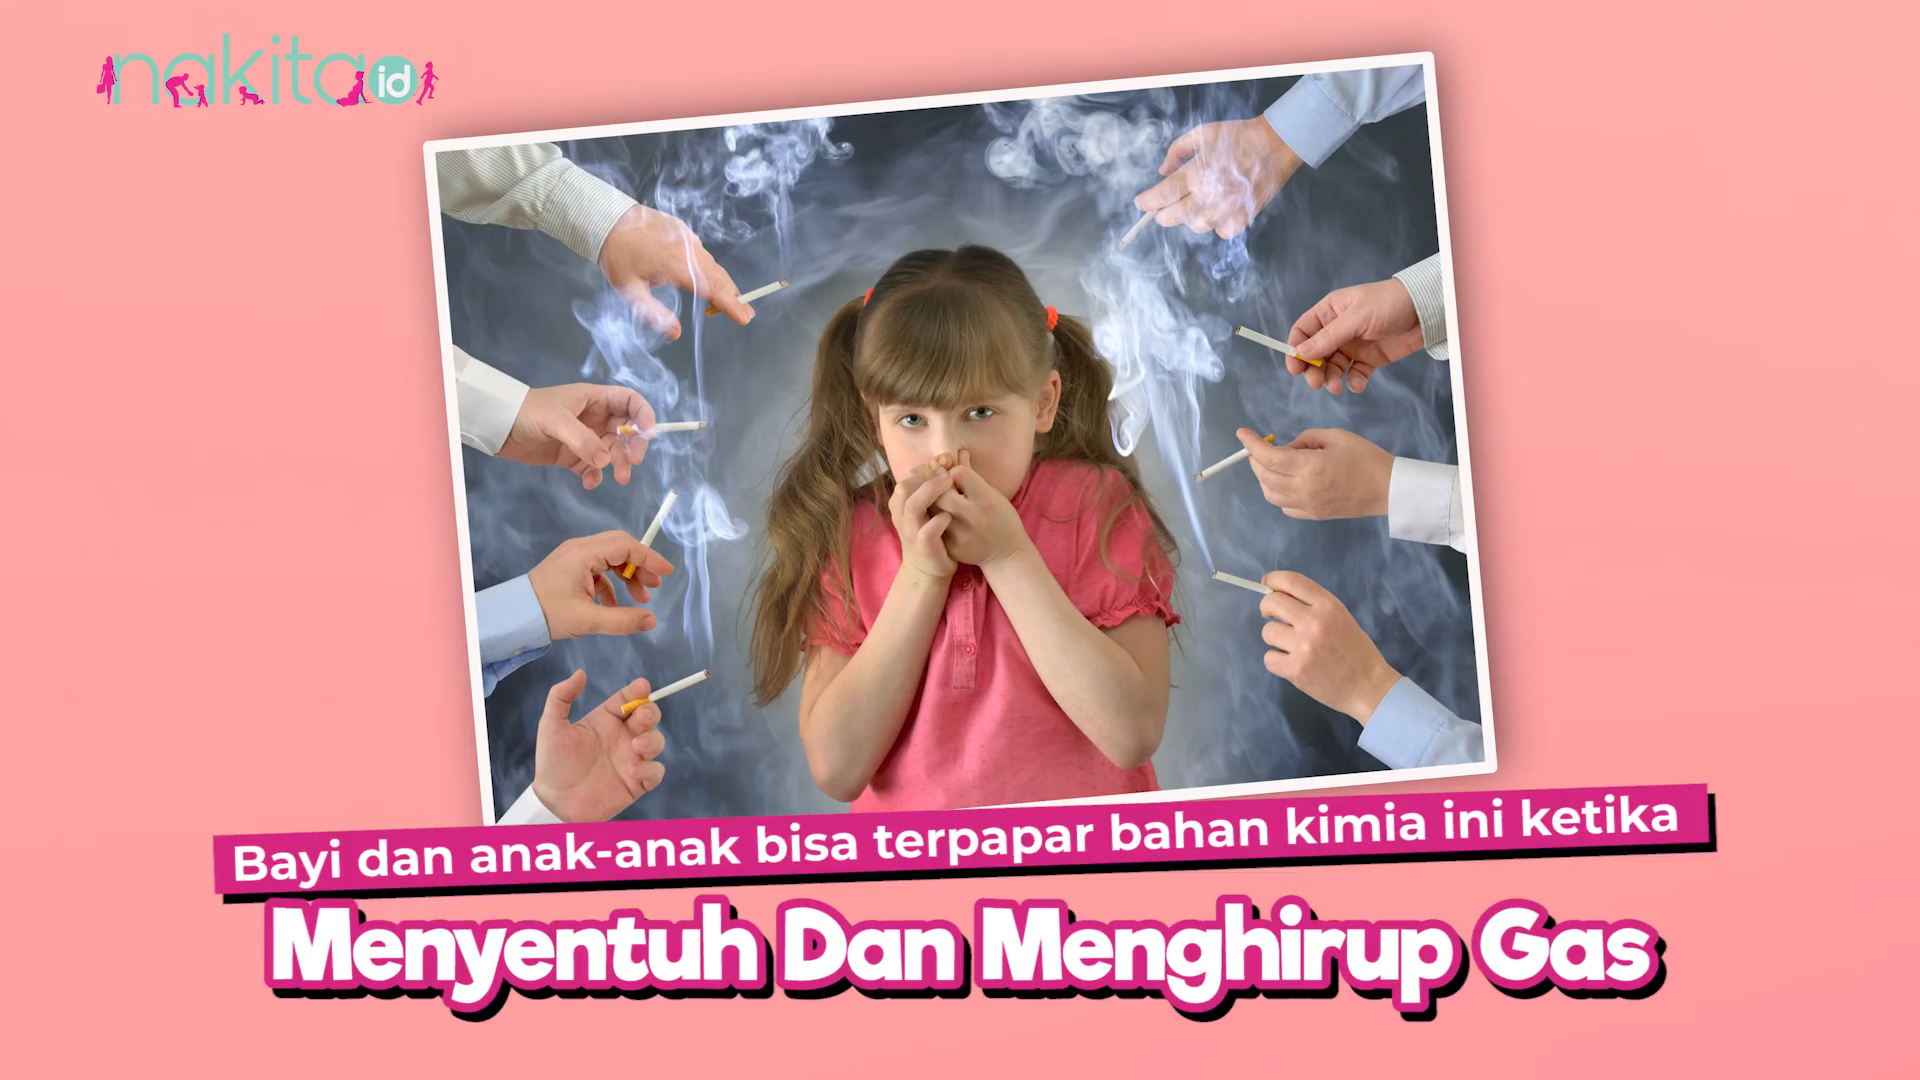 nakita id
Bayi dan anak-anak bisa terpapar bahan kimia ini ketika
Menyentuh Dan Menghirup Gas